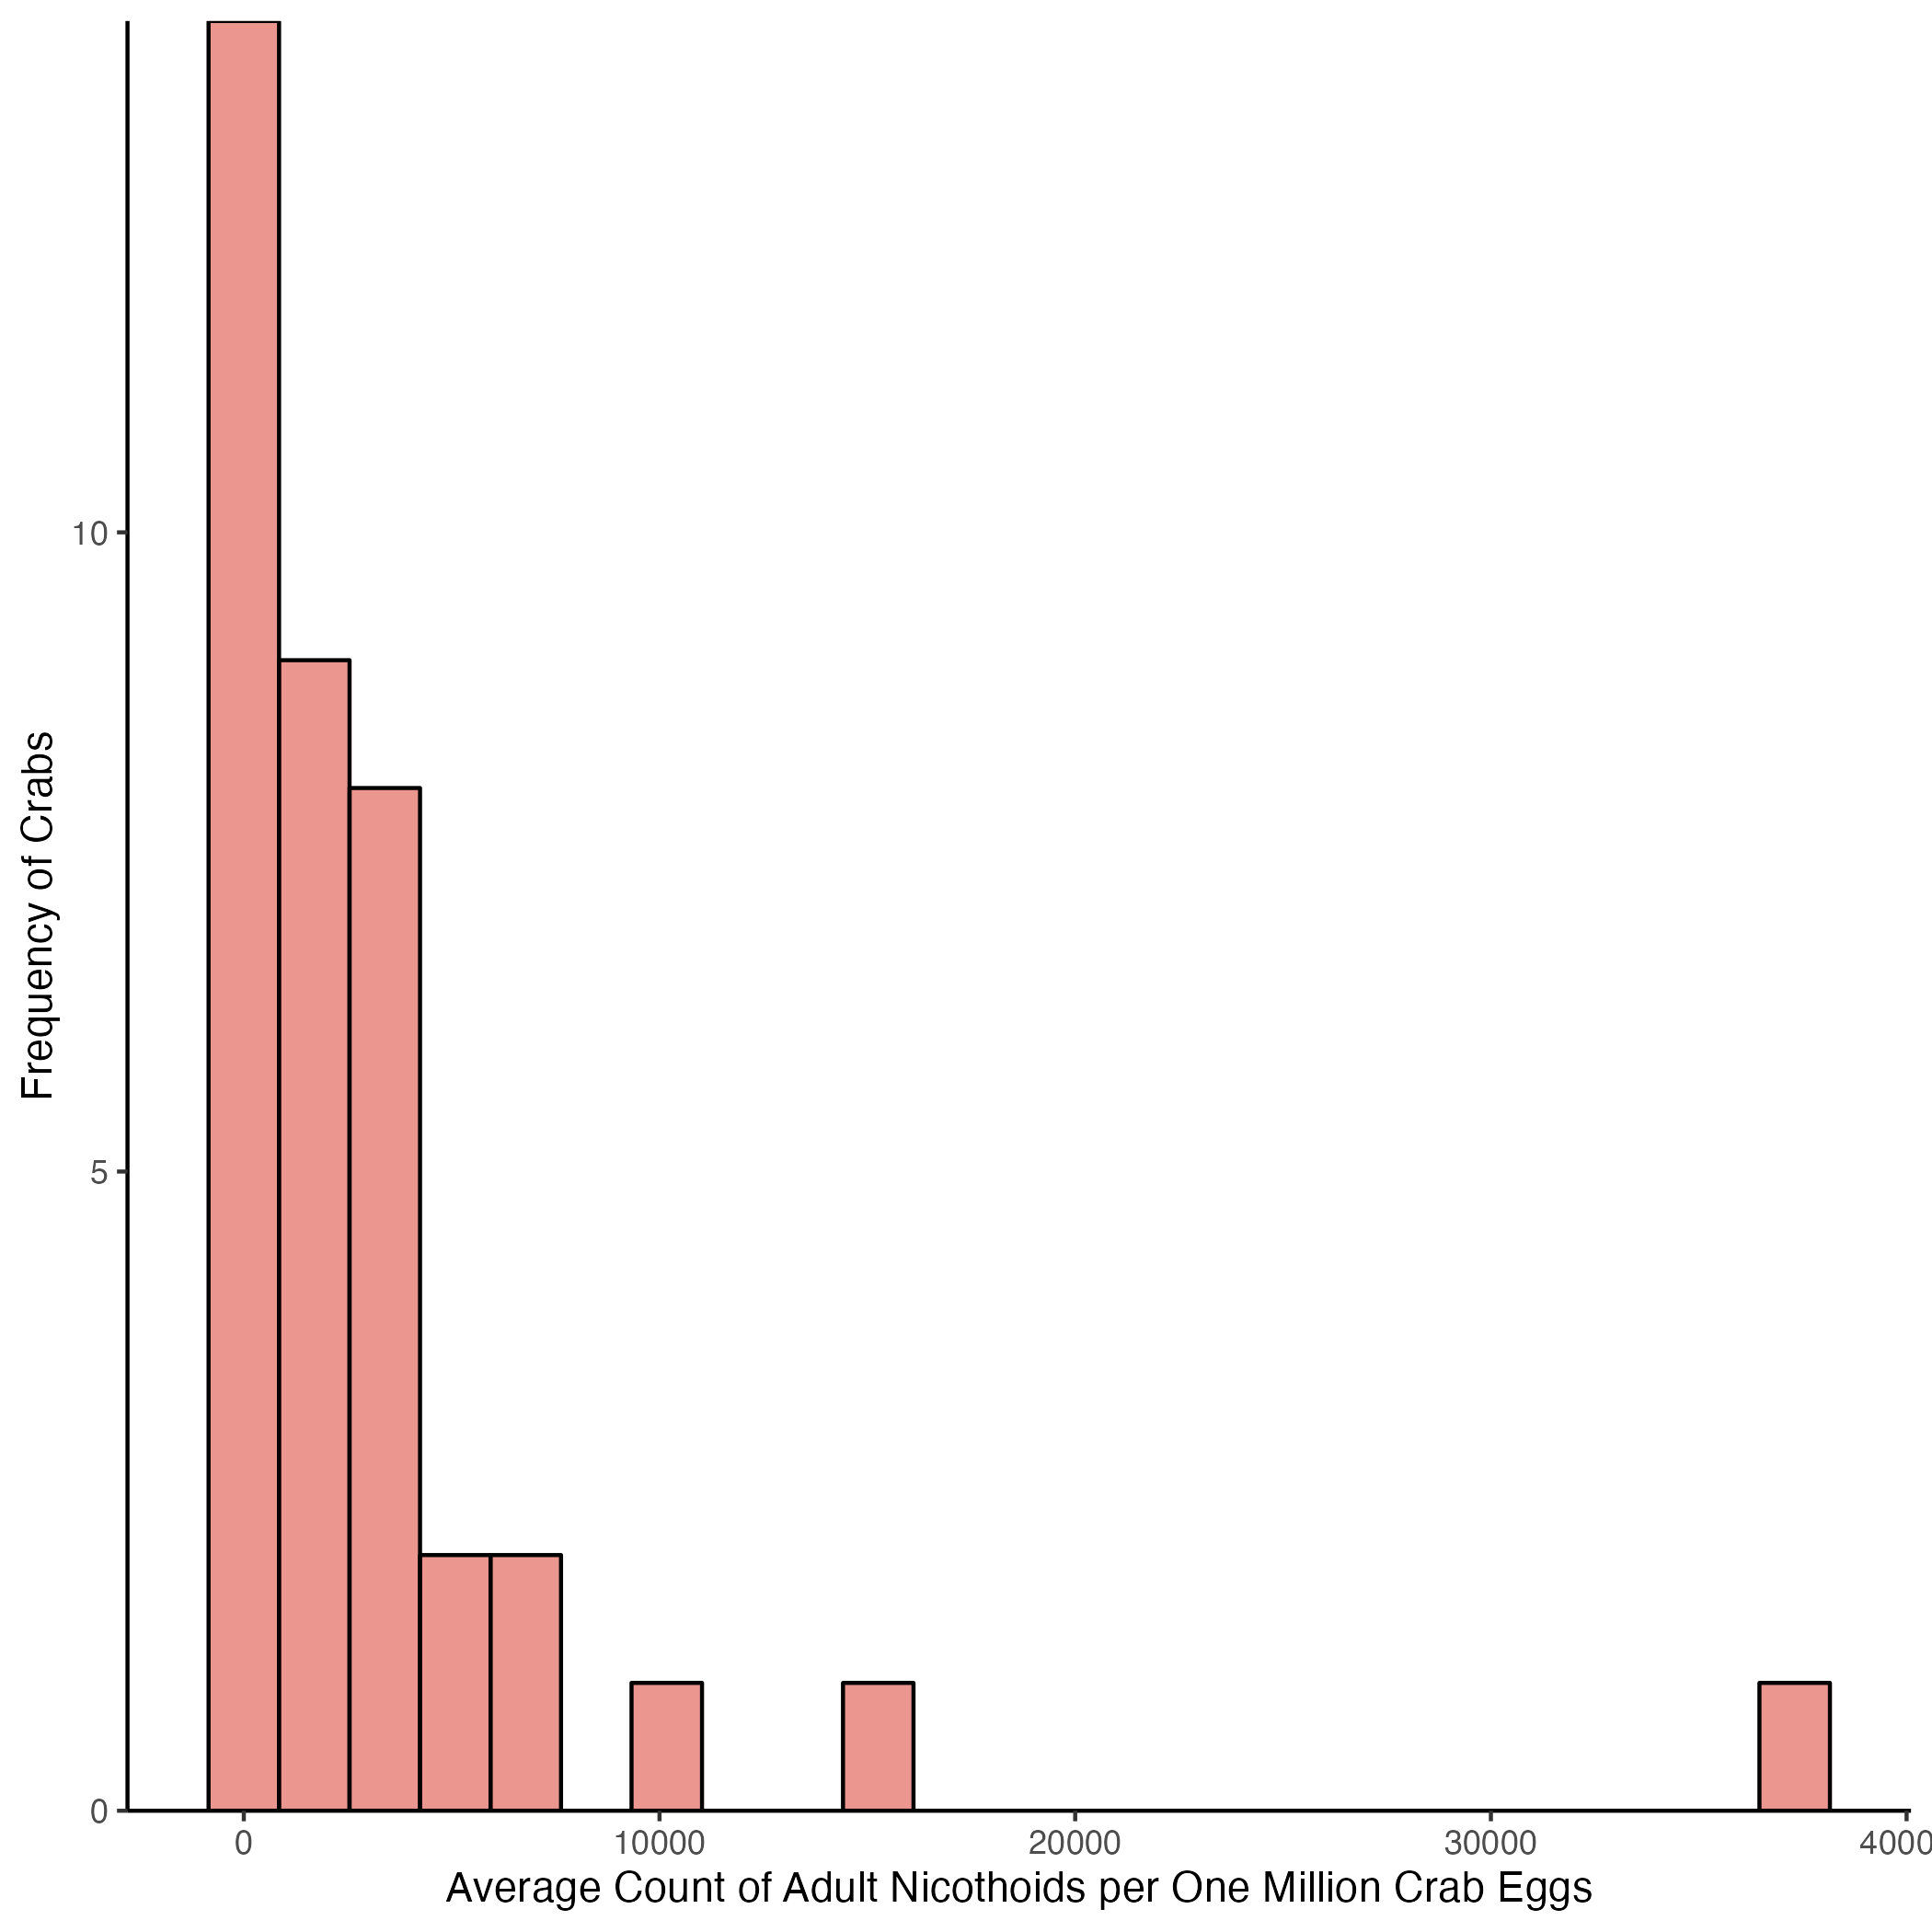 10
5
0
Frequency of Crabs
0 10000 20000 30000 4000
Average Count of Adult Nicothoids per One Million Crab Eggs